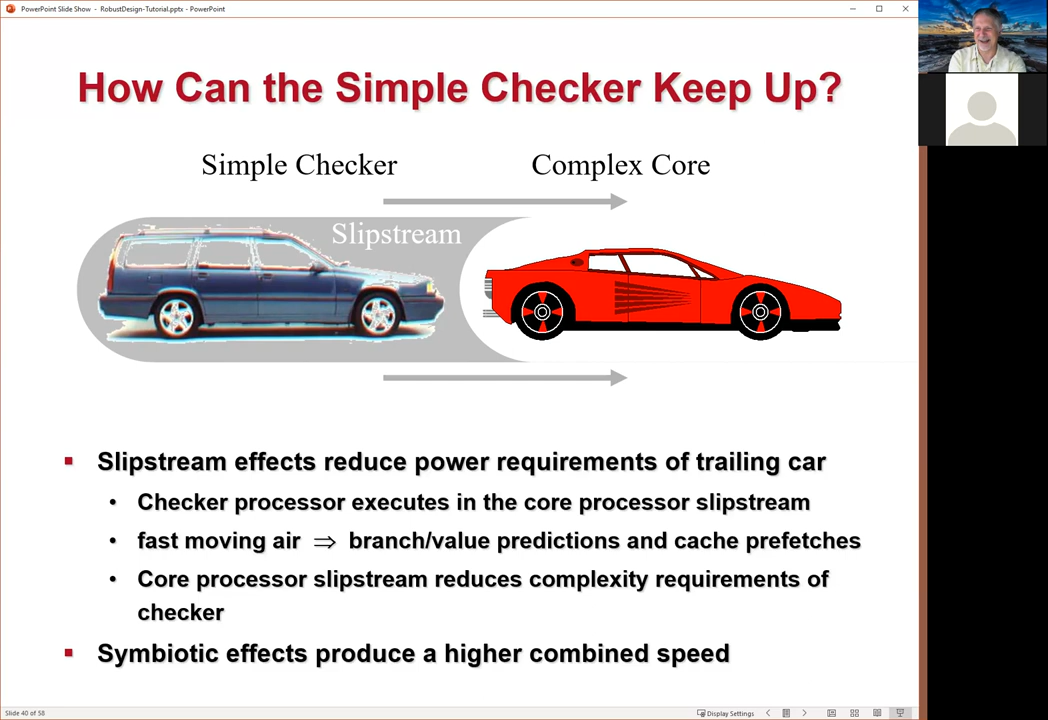 PowerPoint Slide Show - RobustDesign-Tutorial.pptx - PowerPoint
How Can the Simple Checker Keep Up?
Simple Checker
Complex Core
Slipstream
▪ Slipstream effects reduce power requirements of trailing car
• Checker processor executes in the core processor slipstream
• fast moving air ⇒ branch/value predictions and cache prefetches
• Core processor slipstream reduces complexity requirements of
checker
▪ Symbiotic effects produce a higher combined speed
Slide 40 of 58
Display Settings